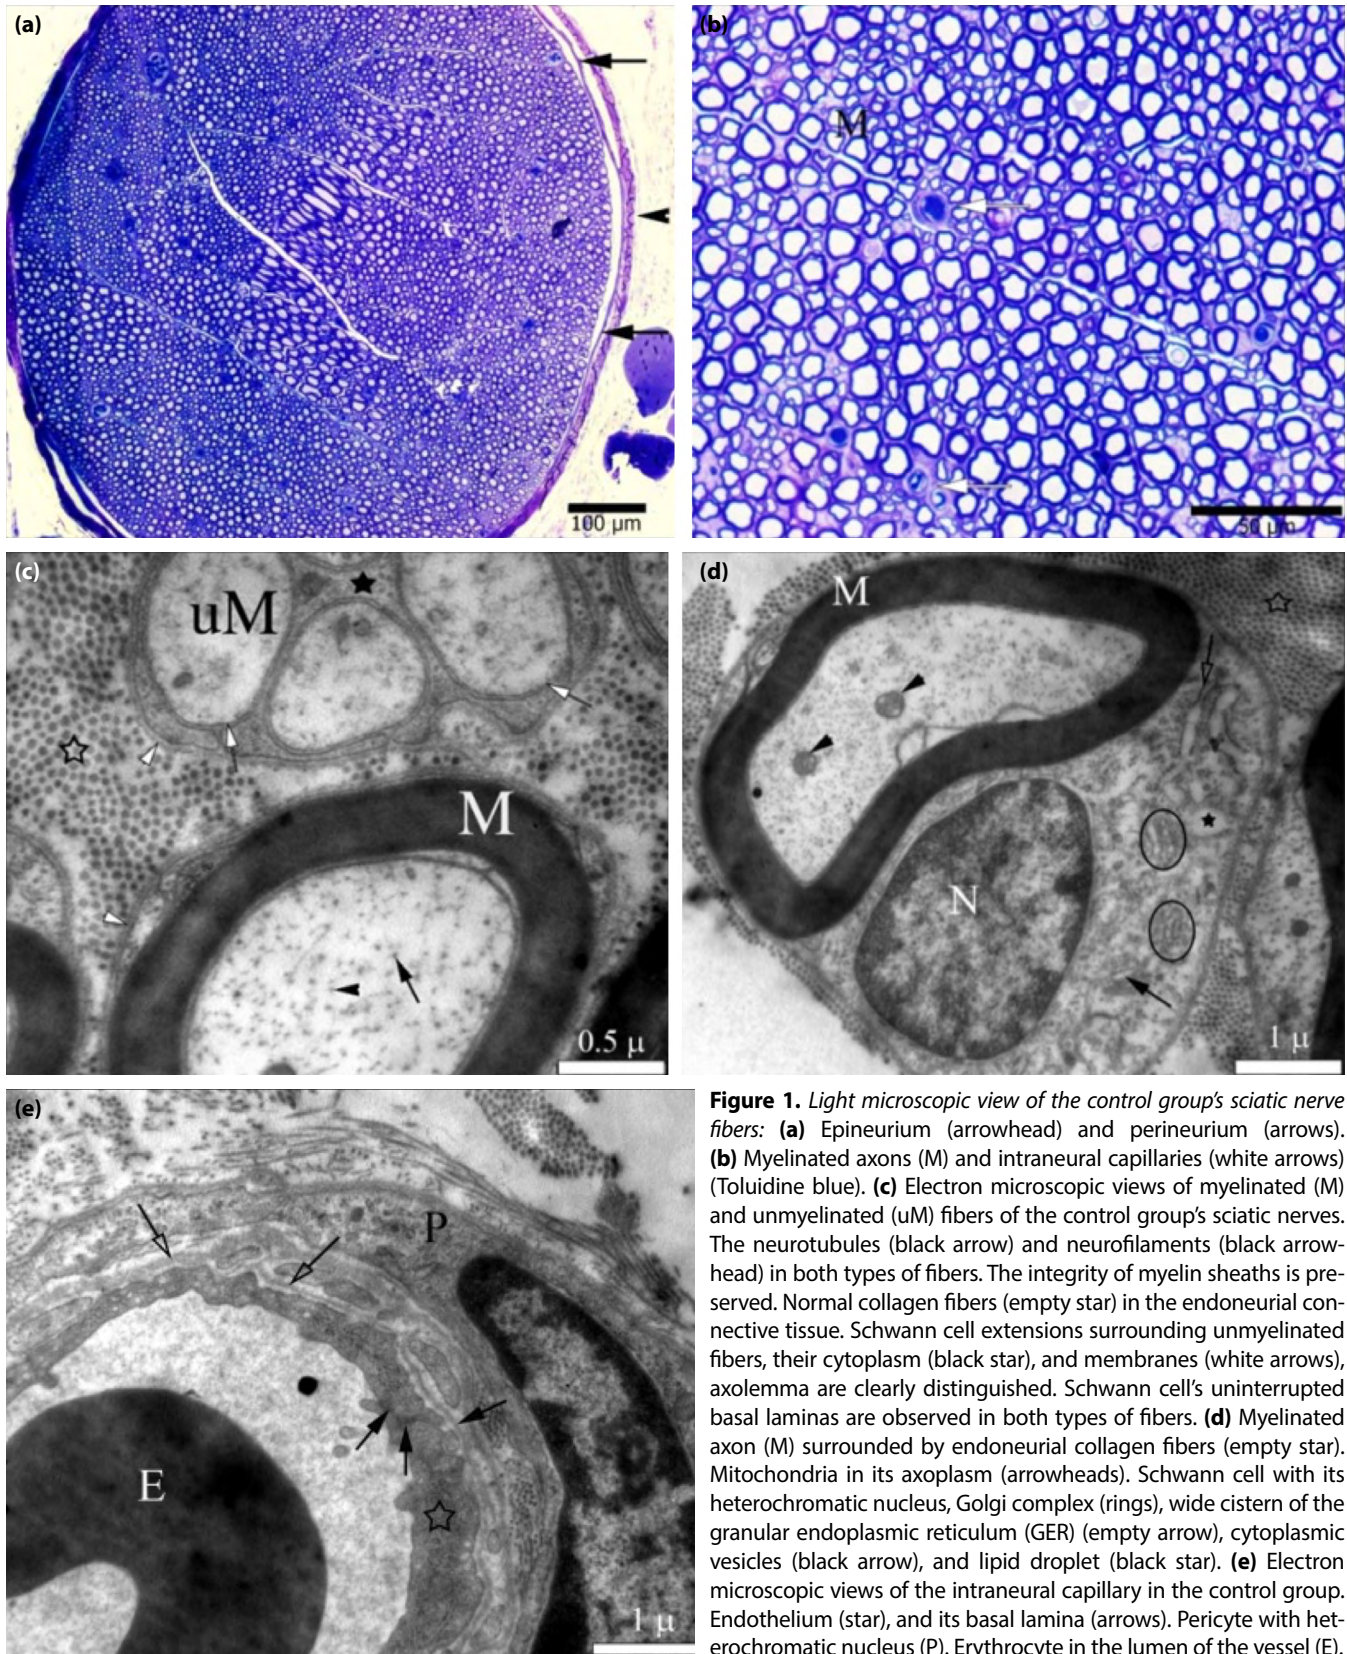 (a)
100 µm
(b)
M
50 µm
(c)
uM
M
0.5 µ
(d)
M
N
1 µ
(e)
P
E
1 µ
Figure 1. Light microscopic view of the control group's sciatic nerve
fibers: (a) Epineurium (arrowhead) and perineurium (arrows).
(b) Myelinated axons (M) and intraneural capillaries (white arrows)
(Toluidine blue). (c) Electron microscopic views of myelinated (M)
and unmyelinated (uM) fibers of the control group's sciatic nerves.
The neurotubules (black arrow) and neurofilaments (black arrow-
head) in both types of fibers. The integrity of myelin sheaths is pre-
served. Normal collagen fibers (empty star) in the endoneurial con-
nective tissue. Schwann cell extensions surrounding unmyelinated
fibers, their cytoplasm (black star), and membranes (white arrows),
axolemma are clearly distinguished. Schwann cell's uninterrupted
basal laminas are observed in both types of fibers. (d) Myelinated
axon (M) surrounded by endoneurial collagen fibers (empty star).
Mitochondria in its axoplasm (arrowheads). Schwann cell with its
heterochromatic nucleus, Golgi complex (rings), wide cistern of the
granular endoplasmic reticulum (GER) (empty arrow), cytoplasmic
vesicles (black arrow), and lipid droplet (black star). (e) Electron
microscopic views of the intraneural capillary in the control group.
Endothelium (star), and its basal lamina (arrows). Pericyte with het-
erochromatic nucleus (P). Erythrocyte in the lumen of the vessel (E).